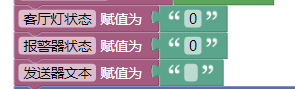 客厅灯状态 赋值为 “ 0 ”
报警器状态 赋值为 “ 0 ”
发送器文本 赋值为 “ ”